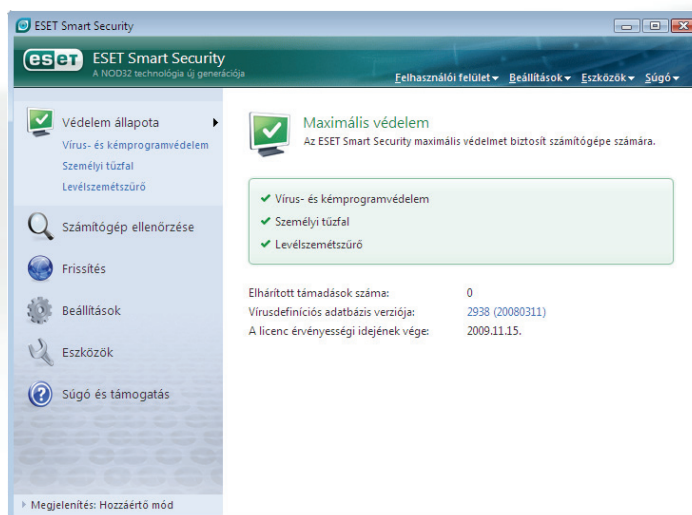 ESET Smart Security
eseT ESET Smart Security
A NOD32 technológia új generációja
Felhasználói felület Beállítások Eszközök Súgó
Védelem állapota
Vírus- és kémprogramvédelem
Személyi tűzfal
Levélszemétszűrő
Számítógép ellenőrzése
Frissítés
Beállítások
Eszközök
Súgó és támogatás
Megjelenítés: Hozzáértő mód
Maximális védelem
Az ESET Smart Security maximális védelmet biztosít számítógépe számára.
Vírus- és kémprogramvédelem
Személyi tűzfal
Levélszemétszűrő
Elhárított támadások száma: 0
Vírusdefiníciós adatbázis verziója: 2938 (20080311)
A licenc érvényességi idejének vége: 2009.11.15.